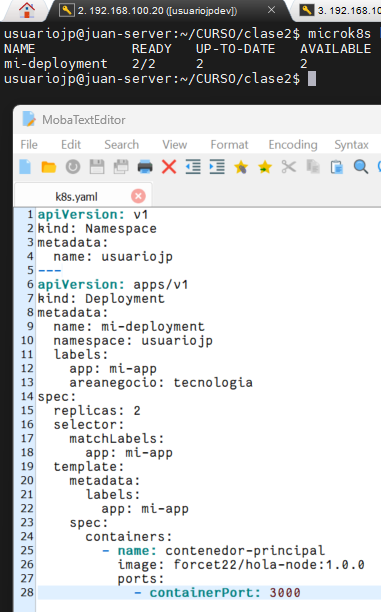 2. 192.168.100.20 ([usuariojpdev])
3. 192.168.10
usuariojp@juan-server:~/CURSO/clase2$ microk8s
NAME READY UP-TO-DATE AVAILABLE
mi-deployment 2/2 2 2
usuariojp@juan-server:~/CURSO/clase2$
MobaTextEditor
File Edit Search View Format Encoding Syntax
k8s.yaml
1 apiVersion: v1
2 kind: Namespace
3 metadata:
4   name: usuariojp
5 ---
6 apiVersion: apps/v1
7 kind: Deployment
8 metadata:
9   name: mi-deployment
10   namespace: usuariojp
11   labels:
12     app: mi-app
13     areanegocio: tecnologia
14 spec:
15   replicas: 2
16   selector:
17     matchLabels:
18       app: mi-app
19   template:
20     metadata:
21       labels:
22         app: mi-app
23     spec:
24       containers:
25         - name: contenedor-principal
26           image: forcet22/hola-node:1.0.0
27           ports:
28             - containerPort: 3000